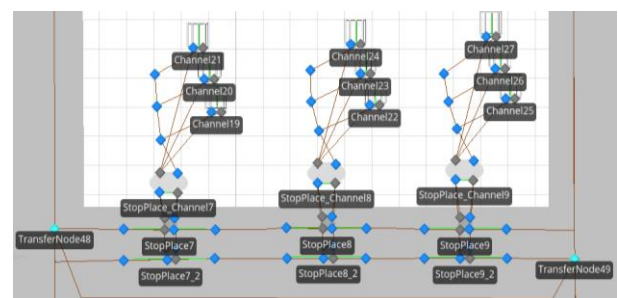 Channel21
Channel20
Channel19
Channel24
Channel23
Channel22
Channel27
Channel26
Channel25
StopPlace_Channel7
StopPlace_Channel8
StopPlace_Channel9
TransferNode48
StopPlace7
StopPlace8
StopPlace9
StopPlace7_2
StopPlace8_2
StopPlace9_2
TransferNode49